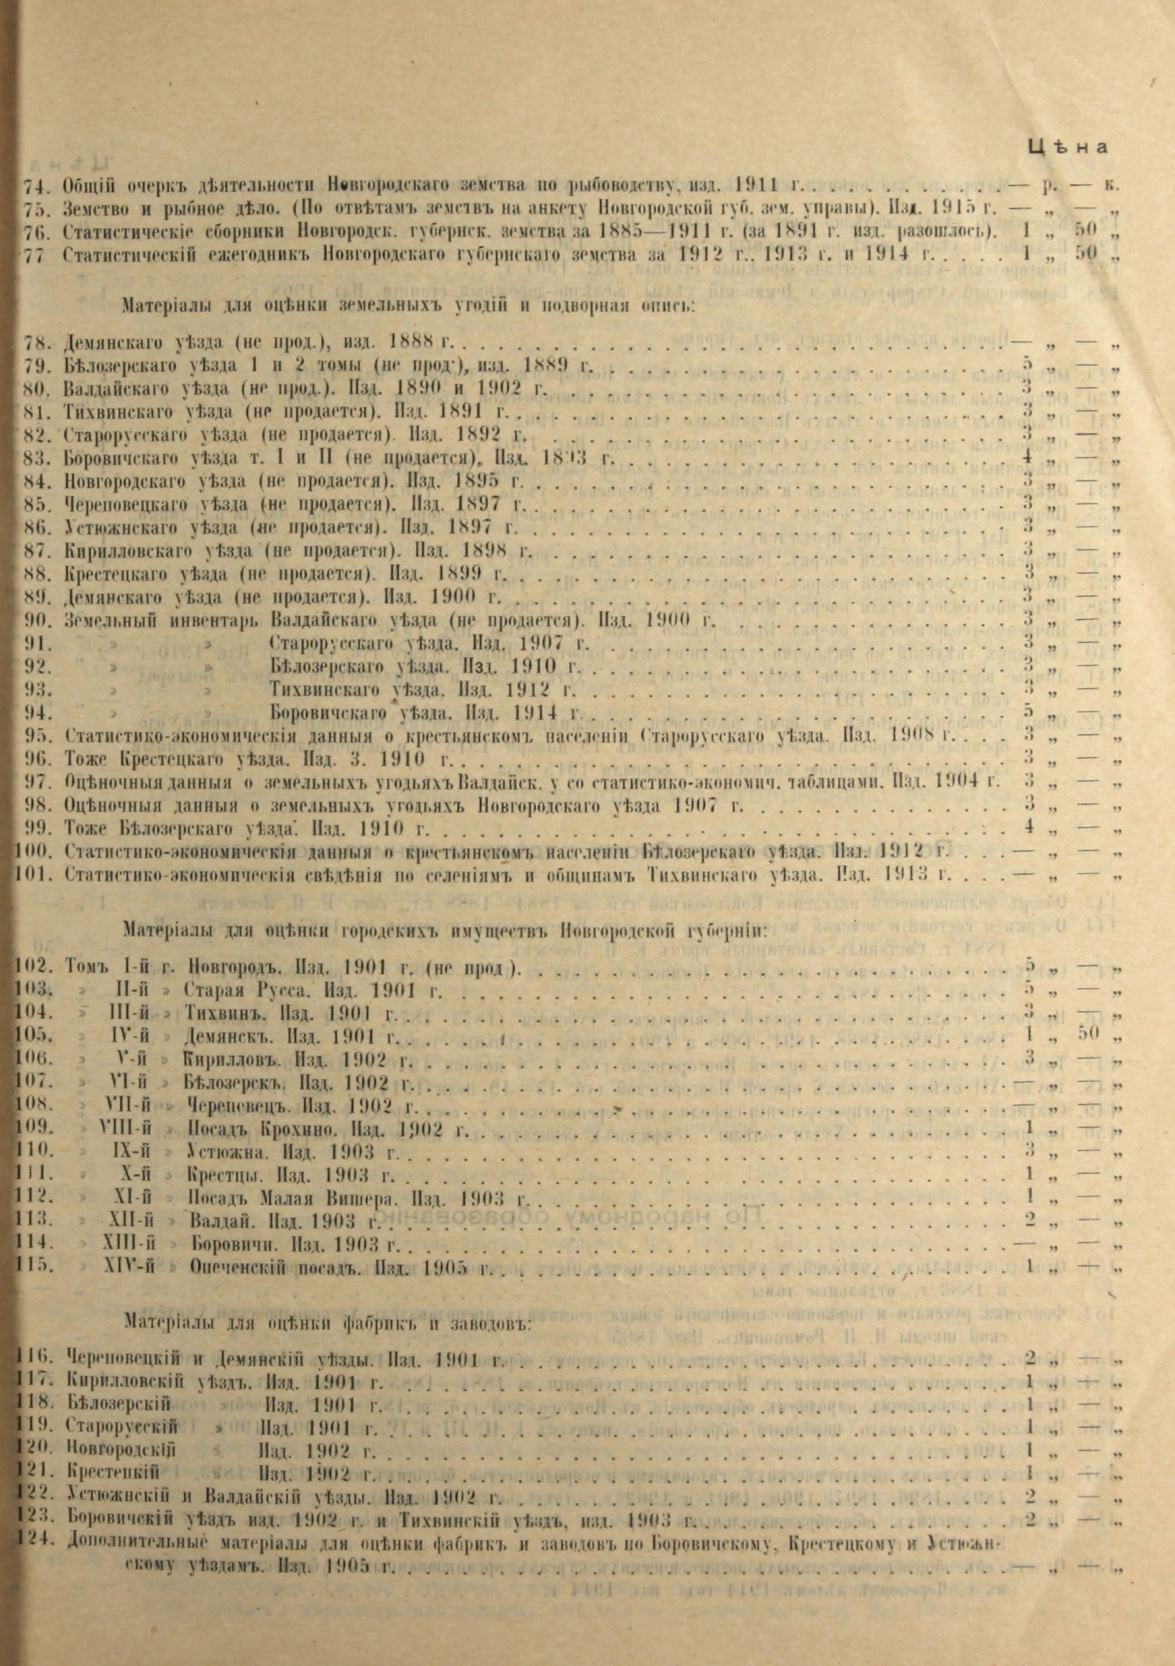 Цѣна
74. Общій очеркъ дѣятельности Новгородскаго земства по рыбоводству, изд. 1911 г. . . . . . . . . . . . — р. — к.
75. Земство и рыбное дѣло. (По отвѣтамъ земствъ на анкету Новгородской губ. зем. управы). Изд. 1915 г. — „ — „
76. Статистическіе сборники Новгородск. губернск. земства за 1885—1911 г. (за 1891 г. изд. разошлось). 1 „ 50 „
77 Статистическій ежегодникъ Новгородскаго губернскаго земства за 1912 г., 1913 г. и 1914 г. . . . . 1 „ 50 „
Матеріалы для оцѣнки земельныхъ угодій и подворная опись:
78. Демянскаго уѣзда (не прод.), изд. 1888 г. . . . . . . . . . . . — „ — „
79. Бѣлозерскаго уѣзда 1 и 2 томы (не прод.), изд. 1889 г. . . . . . . . . . . . 5 „ — „
80. Валдайскаго уѣзда (не прод.). Изд. 1890 и 1902 г. . . . . . . . . . . . 3 „ — „
81. Тихвинскаго уѣзда (не продается). Изд. 1891 г. . . . . . . . . . . . 3 „ — „
82. Старорусскаго уѣзда (не продается). Изд. 1892 г. . . . . . . . . . . . 3 „ — „
83. Боровичскаго уѣзда т. I и II (не продается), Изд. 1893 г. . . . . . . . . . . . 4 „ — „
84. Новгородскаго уѣзда (не продается). Изд. 1895 г. . . . . . . . . . . . 3 „ — „
85. Череповецкаго уѣзда (не продается). Изд. 1897 г. . . . . . . . . . . . 3 „ — „
86. Устюжнскаго уѣзда (не продается). Изд. 1897 г. . . . . . . . . . . . 3 „ — „
87. Кирилловскаго уѣзда (не продается). Изд. 1898 г. . . . . . . . . . . . 3 „ — „
88. Крестецкаго уѣзда (не продается). Изд. 1899 г. . . . . . . . . . . . 3 „ — „
89. Демянскаго уѣзда (не продается). Изд. 1900 г. . . . . . . . . . . . 3 „ — „
90. Земельный инвентарь Валдайскаго уѣзда (не продается). Изд. 1900 г. . . . . . . . . . . . 3 „ — „
91. » » Старорусскаго уѣзда. Изд. 1907 г. . . . . . . . . . . . 3 „ — „
92. » » Бѣлозерскаго уѣзда. Изд. 1910 г. . . . . . . . . . . . 3 „ — „
93. » » Тихвинскаго уѣзда. Изд. 1912 г. . . . . . . . . . . . 3 „ — „
94. » » Боровичскаго уѣзда. Изд. 1914 г. . . . . . . . . . . . 5 „ — „
95. Статистико-экономическія данныя о крестьянскомъ населеніи Старорусскаго уѣзда. Изд. 1908 г. . . . 3 „ — „
96. Тоже Крестецкаго уѣзда. Изд. 3. 1910 г. . . . . . . . . . . . 3 „ — „
97. Оцѣночныя данныя о земельныхъ угодьяхъ Валдайск. у со статистико-экономич. таблицами. Изд. 1904 г. 3 „ — „
98. Оцѣночныя данныя о земельныхъ угодьяхъ Новгородскаго уѣзда 1907 г. . . . . . . . . . . . 3 „ — „
99. Тоже Бѣлозерскаго уѣзда. Изд. 1910 г. . . . . . . . . . . . 4 „ — „
100. Статистико-экономическія данныя о крестьянскомъ населеніи Бѣлозерскаго уѣзда. Изд. 1912 г. . . . — „ — „
101. Статистико-экономическія свѣдѣнія по селеніямъ и общинамъ Тихвинскаго уѣзда. Изд. 1913 г. . . . — „ — „
Матеріалы для оцѣнки городскихъ имуществъ Новгородской губерніи:
102. Томъ I-й г. Новгородъ. Изд. 1901 г. (не прод.). . . . . . . . . . . . 5 „ — „
103. » II-й » Старая Русса. Изд. 1901 г. . . . . . . . . . . . 5 „ — „
104. » III-й » Тихвинъ. Изд. 1901 г. . . . . . . . . . . . 3 „ — „
105. » IV-й » Демянскъ. Изд. 1901 г. . . . . . . . . . . . 1 „ 50 „
106. » V-й » Кирилловъ. Изд. 1902 г. . . . . . . . . . . . 3 „ — „
107. » VI-й » Бѣлозерскъ. Изд. 1902 г. . . . . . . . . . . . — „ — „
108. » VII-й » Череповецъ. Изд. 1902 г. . . . . . . . . . . . — „ — „
109. » VIII-й » Посадъ Крохино. Изд. 1902 г. . . . . . . . . . . . 1 „ — „
110. » IX-й » Устюжна. Изд. 1903 г. . . . . . . . . . . . 3 „ — „
111. » X-й » Крестцы. Изд. 1903 г. . . . . . . . . . . . 1 „ — „
112. » XI-й » Посадъ Малая Вишера. Изд. 1903 г. . . . . . . . . . . . 1 „ — „
113. » XII-й » Валдай. Изд. 1903 г. . . . . . . . . . . . 2 „ — „
114. » XIII-й » Боровичи. Изд. 1903 г. . . . . . . . . . . . — „ — „
115. » XIV-й » Опеченскій посадъ. Изд. 1905 г. . . . . . . . . . . . 1 „ — „
Матеріалы для оцѣнки фабрикъ и заводовъ:
116. Череповецкій и Демянскій уѣзды. Изд. 1901 г. . . . . . . . . . . . 2 „ — „
117. Кирилловскій уѣздъ. Изд. 1901 г. . . . . . . . . . . . 1 „ — „
118. Бѣлозерскій » Изд. 1901 г. . . . . . . . . . . . 1 „ — „
119. Старорусскій » Изд. 1901 г. . . . . . . . . . . . 1 „ — „
120. Новгородскій » Изд. 1902 г. . . . . . . . . . . . 1 „ — „
121. Крестецкій » Изд. 1902 г. . . . . . . . . . . . 1 „ — „
122. Устюжнскій и Валдайскій уѣзды. Изд. 1902 г. . . . . . . . . . . . 2 „ — „
123. Боровичскій уѣздъ изд. 1902 г. и Тихвинскій уѣздъ, изд. 1903 г. . . . . . . . . . . . 2 „ — „
124. Дополнительные матеріалы для оцѣнки фабрикъ и заводовъ по Боровичскому, Крестецкому и Устюжн-
скому уѣздамъ. Изд. 1905 г. . . . . . . . . . . . — „ — „